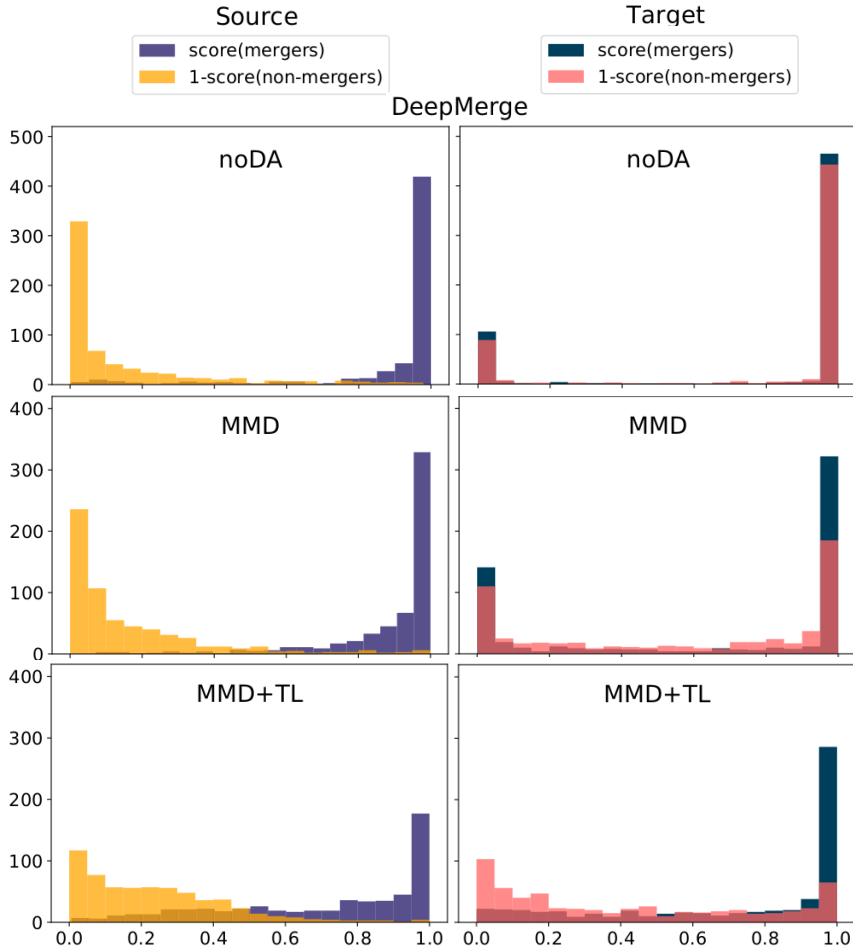 Source
Target
score(mergers)
1-score(non-mergers)
score(mergers)
1-score(non-mergers)
DeepMerge
500
400
300
200
100
0
noDA
noDA
400
300
200
100
0
MMD
MMD
400
300
200
100
0
MMD+TL
MMD+TL
0.0 0.2 0.4 0.6 0.8 1.0
0.0 0.2 0.4 0.6 0.8 1.0